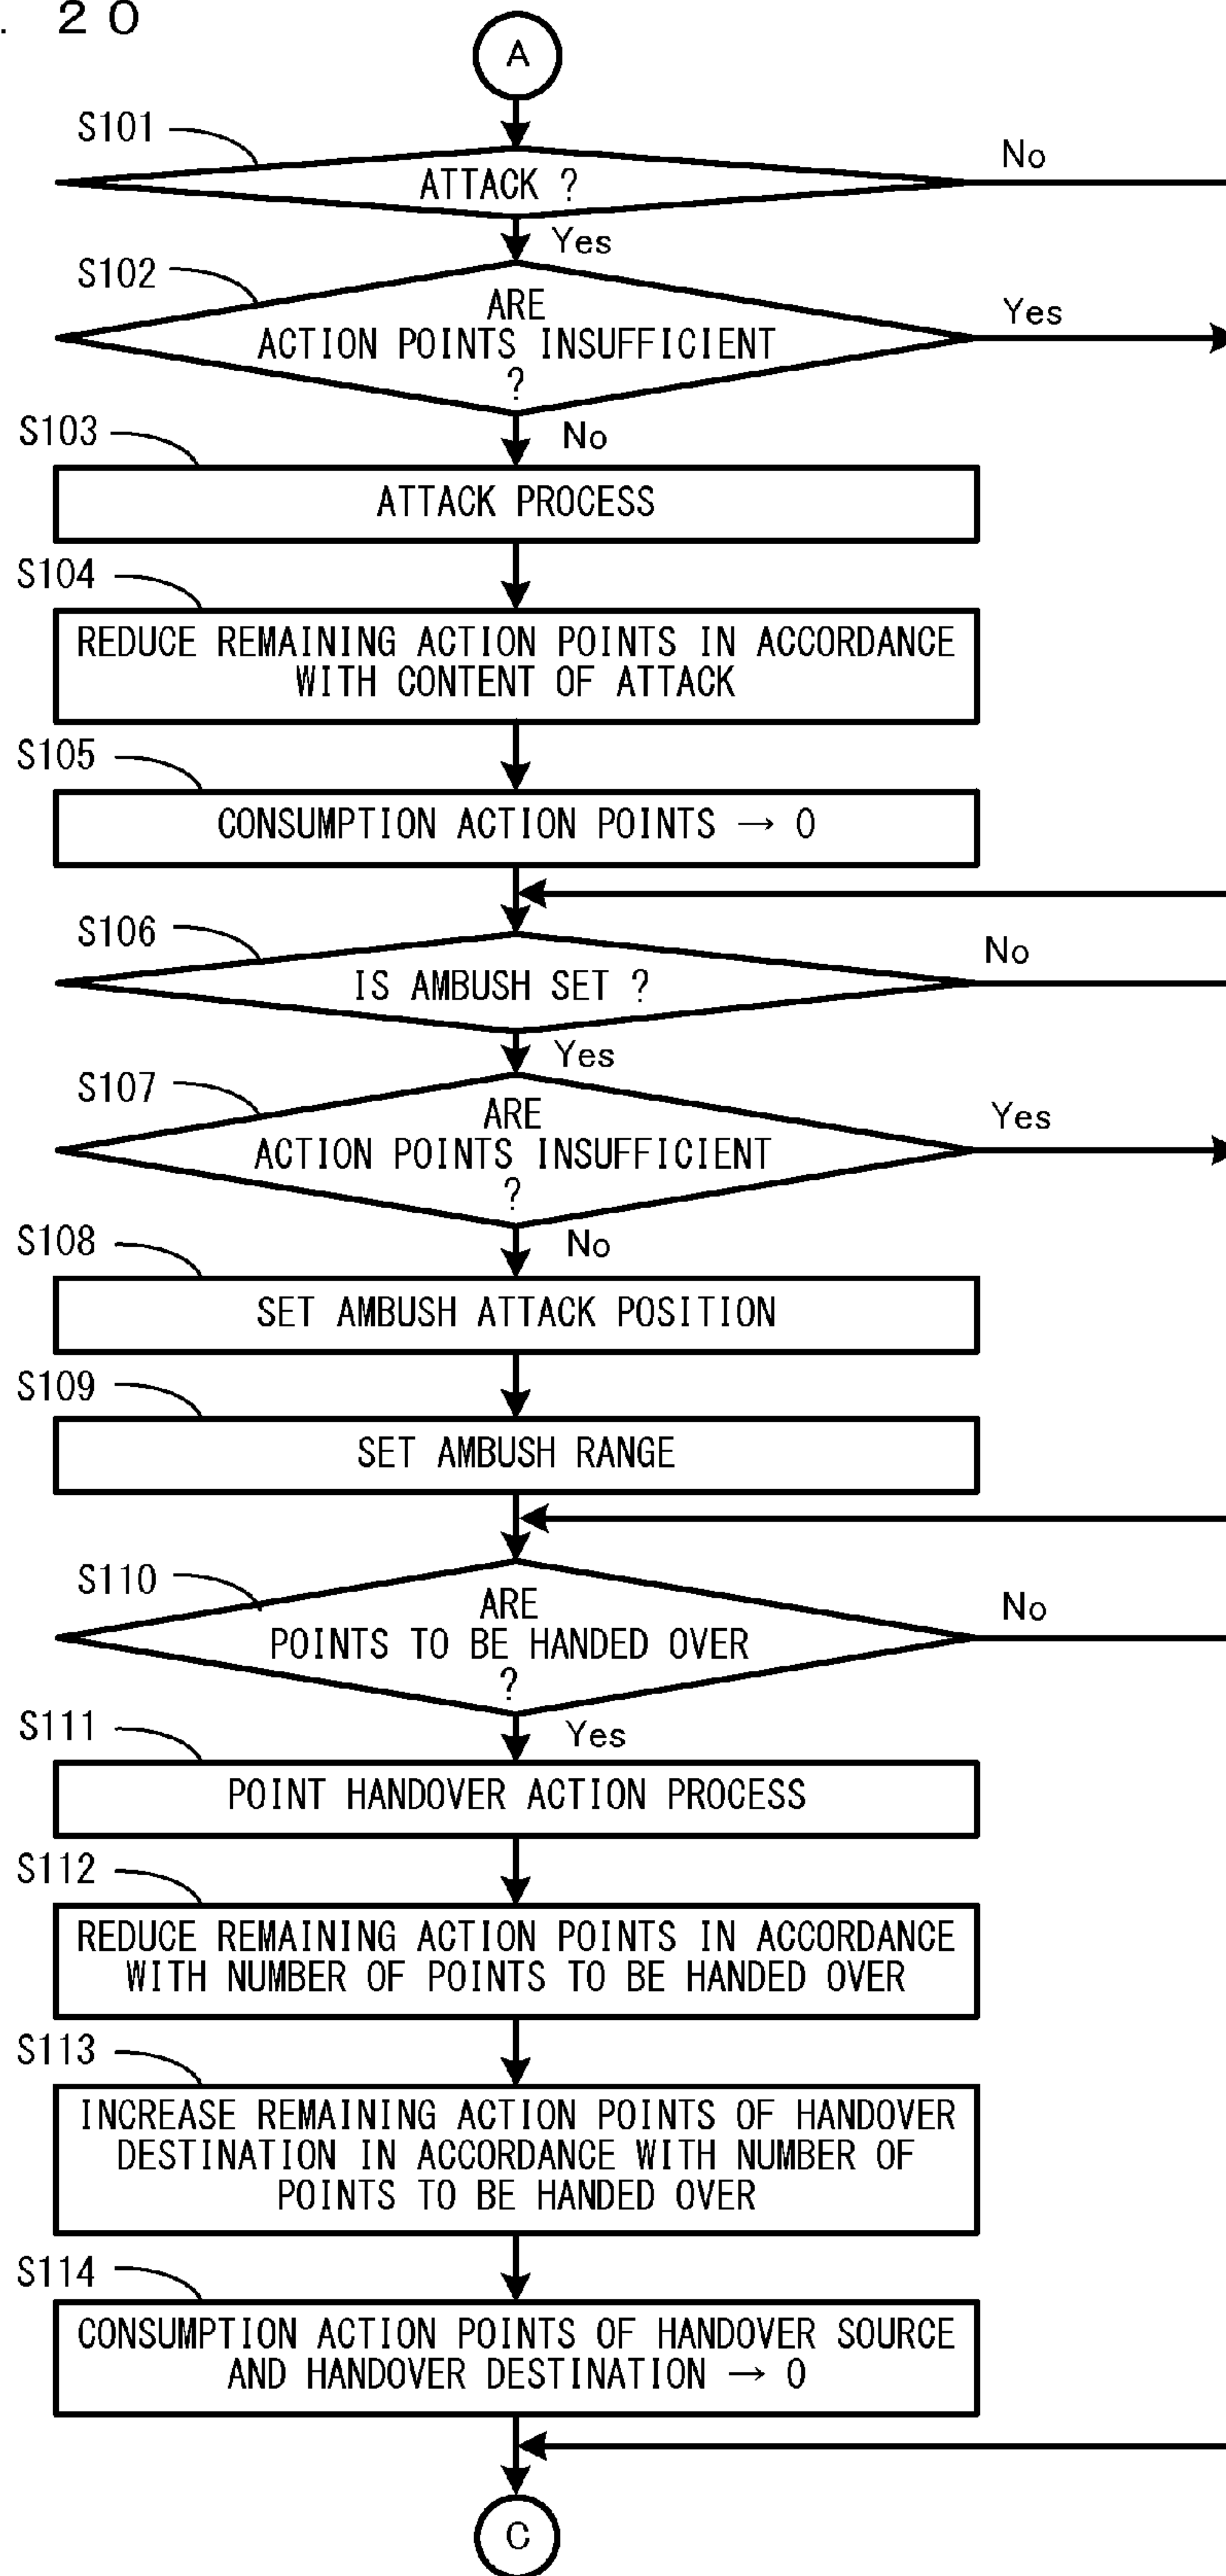 . 20
A
S101
ATTACK ?
No
Yes
S102
ARE
ACTION POINTS INSUFFICIENT
?
Yes
No
S103
ATTACK PROCESS
S104
REDUCE REMAINING ACTION POINTS IN ACCORDANCE
WITH CONTENT OF ATTACK
S105
CONSUMPTION ACTION POINTS → 0
S106
IS AMBUSH SET ?
No
Yes
S107
ARE
ACTION POINTS INSUFFICIENT
?
Yes
No
S108
SET AMBUSH ATTACK POSITION
S109
SET AMBUSH RANGE
S110
ARE
POINTS TO BE HANDED OVER
?
No
Yes
S111
POINT HANDOVER ACTION PROCESS
S112
REDUCE REMAINING ACTION POINTS IN ACCORDANCE
WITH NUMBER OF POINTS TO BE HANDED OVER
S113
INCREASE REMAINING ACTION POINTS OF HANDOVER
DESTINATION IN ACCORDANCE WITH NUMBER OF
POINTS TO BE HANDED OVER
S114
CONSUMPTION ACTION POINTS OF HANDOVER SOURCE
AND HANDOVER DESTINATION → 0
C